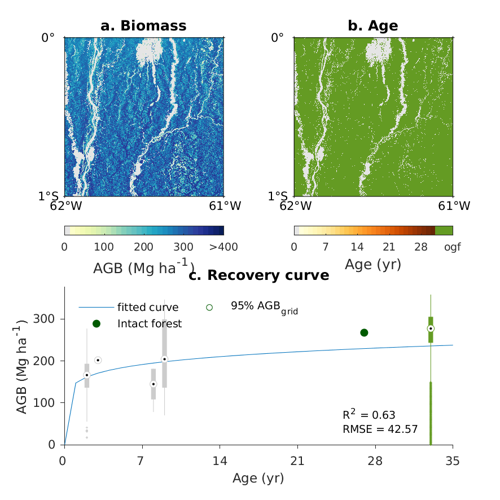 a. Biomass
b. Age
0°
0°
1°S
1°S
62°W
61°W
62°W
61°W
0
100
200
300
>400
0
7
14
21
28
ogf
AGB (Mg ha-1)
Age (yr)
c. Recovery curve
fitted curve
95% AGBgrid
Intact forest
300
200
100
0
AGB (Mg ha-1)
R2 = 0.63
RMSE = 42.57
0
7
14
21
28
35
Age (yr)